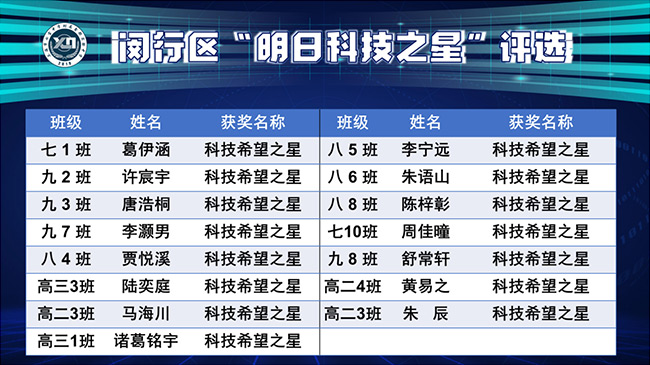 闵行区“明日科技之星”评选
班级 姓名 获奖名称 班级 姓名 获奖名称
七1班 葛伊涵 科技希望之星 八5班 李宁远 科技希望之星
九2班 许宸宇 科技希望之星 八6班 朱语山 科技希望之星
九3班 唐浩桐 科技希望之星 八8班 陈梓彰 科技希望之星
九7班 李灏男 科技希望之星 七10班 周佳曈 科技希望之星
八4班 贾悦溪 科技希望之星 九8班 舒常轩 科技希望之星
高三3班 陆奕庭 科技希望之星 高二4班 黄易之 科技希望之星
高二3班 马海川 科技希望之星 高二3班 朱 辰 科技希望之星
高三1班 诸葛铭宇 科技希望之星